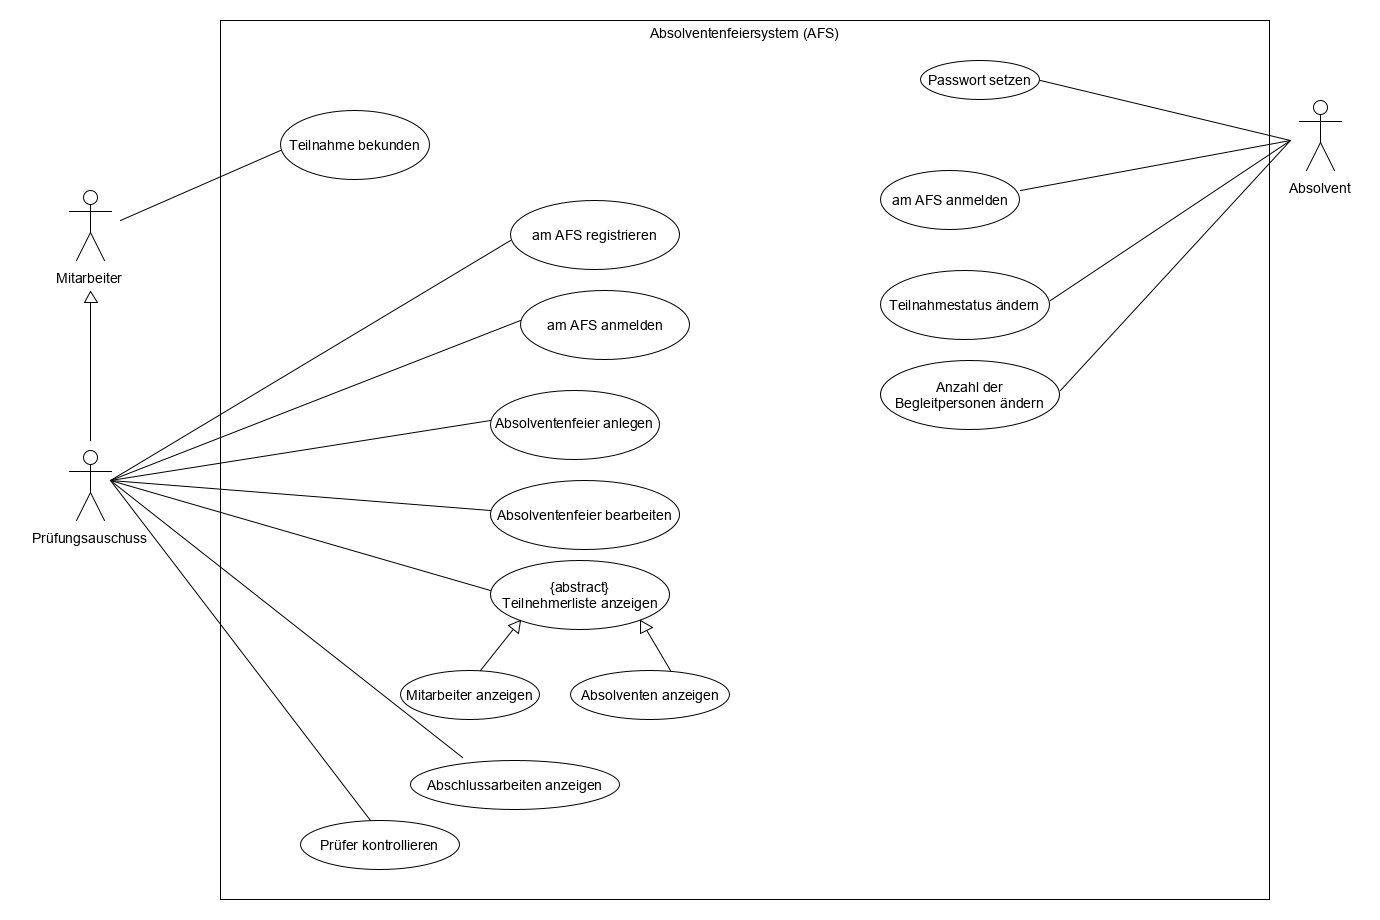 Absolventenfeiersystem (AFS)
Passwort setzen
Teilnahme bekunden
Absolvent
am AFS anmelden
am AFS registrieren
Mitarbeiter
Teilnahmestatus ändern
am AFS anmelden
Anzahl der
Begleitpersonen ändern
Absolventenfeier anlegen
Absolventenfeier bearbeiten
Prüfungsauschuss
{abstract}
Teilnehmerliste anzeigen
Mitarbeiter anzeigen
Absolventen anzeigen
Abschlussarbeiten anzeigen
Prüfer kontrollieren